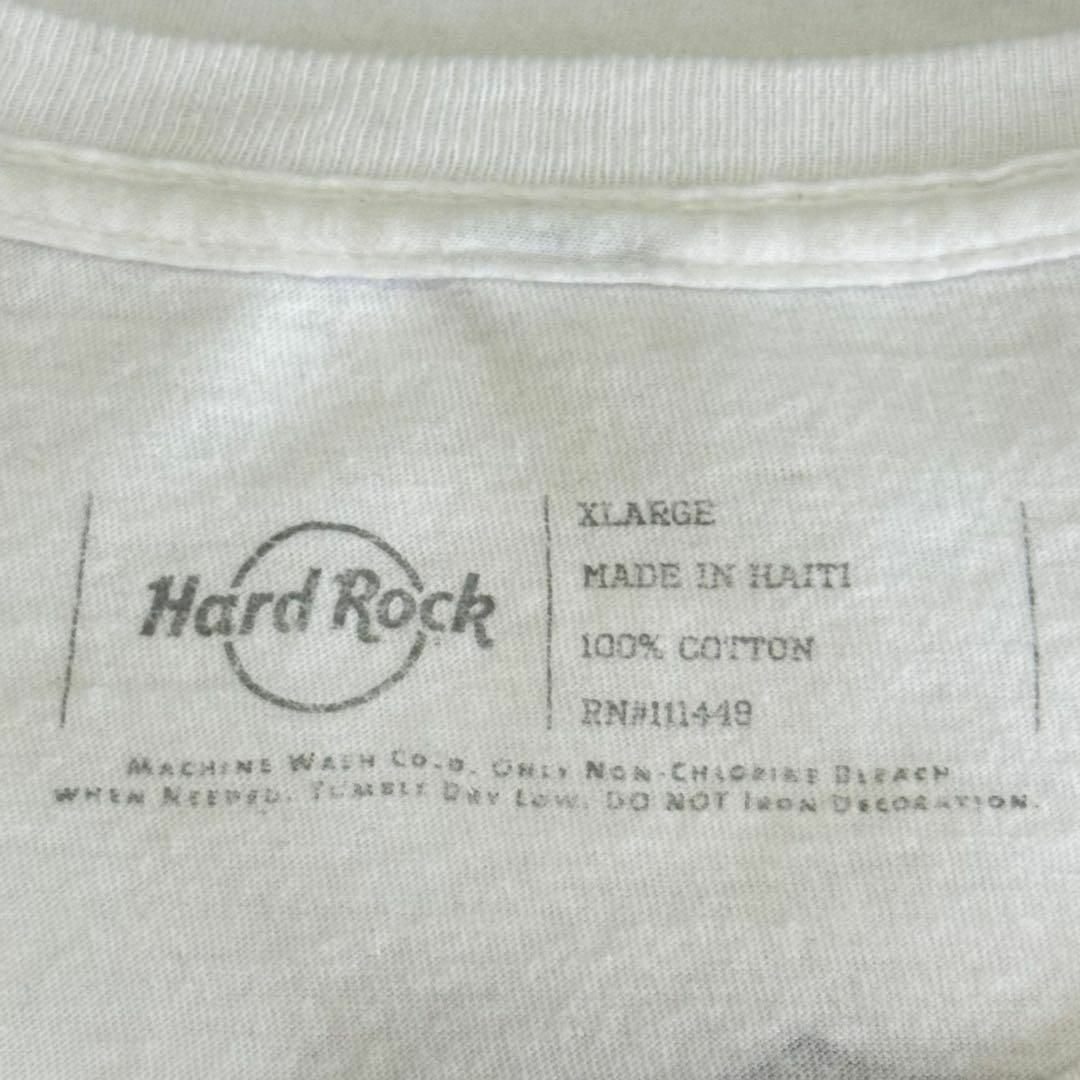 Hard Rock
XLARGE
MADE IN HAITI
100% COTTON
RN#111448
MACHINE WASH COLD. ONLY NON-CHLORINE BLEACH
WHEN NEEDED. TUMBLE DRY LOW. DO NOT IRON DECORATION.